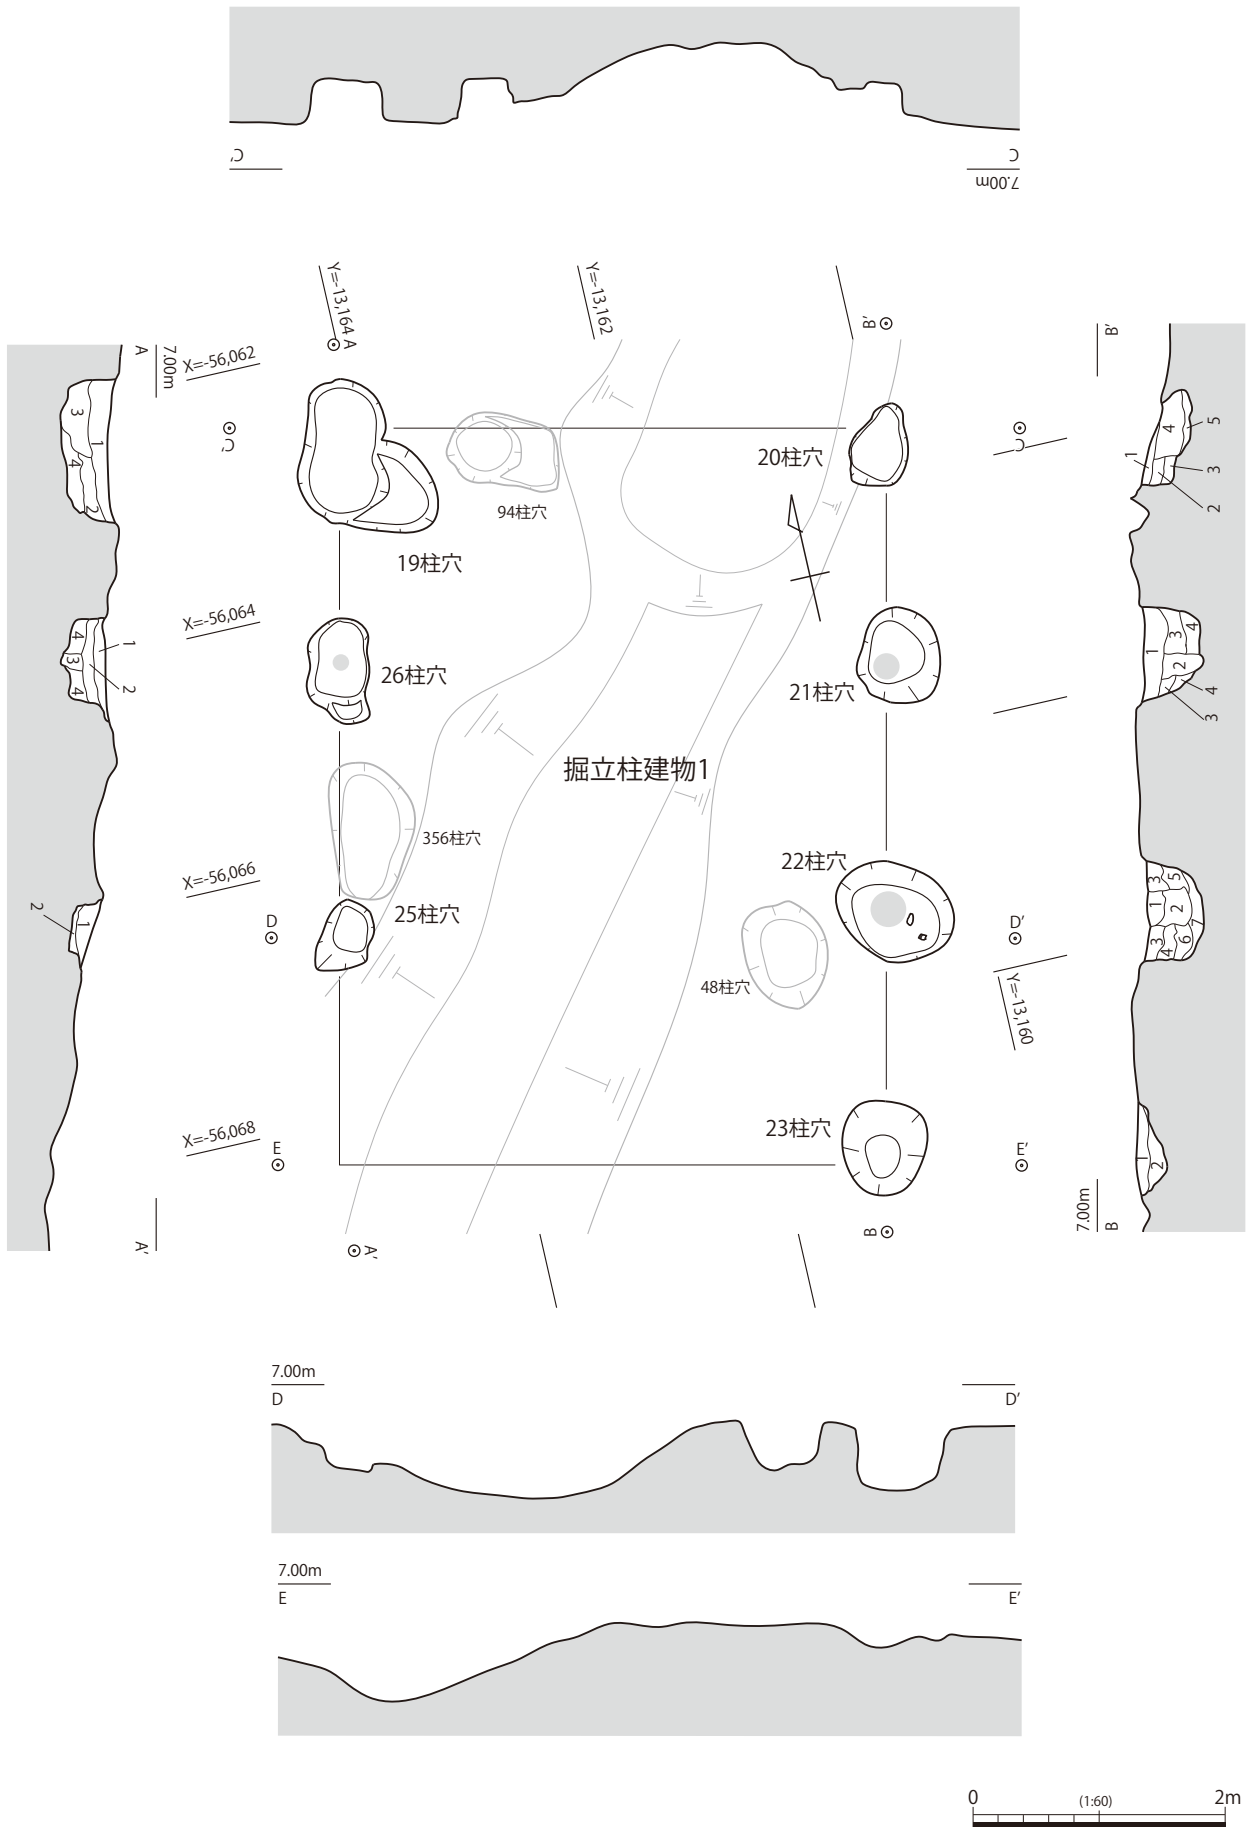 C’
C
7.00m
Y=-13,164
A
Y=-13,162
B’
A
7.00m
X=-56,062
B’
C’
C
3
1
4
2
20柱穴
94柱穴
19柱穴
1
4
5
3
2
X=-56,064
1
4
3
4
2
26柱穴
21柱穴
1
3
4
2
4
3
掘立柱建物1
356柱穴
22柱穴
X=-56,066
2
1
25柱穴
D
D’
48柱穴
Y=-13,160
3
5
1
2
7
3
4
6
X=-56,068
E
23柱穴
E’
1
2
A’
A’
B
7.00m
B
7.00m
D
D’
7.00m
E
E’
0
(1:60)
2m